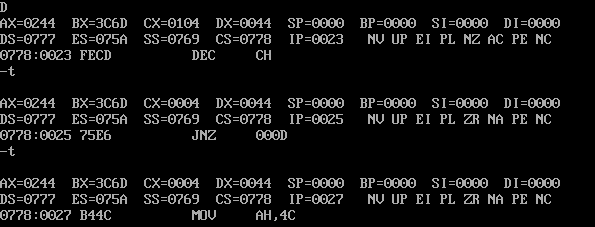 D
AX=0244 BX=3C6D CX=0104 DX=0044 SP=0000 BP=0000 SI=0000 DI=0000
DS=0777 ES=075A SS=0769 CS=0778 IP=0023 NV UP EI PL NZ AC PE NC
0778:0023 FECD DEC CH
-t
AX=0244 BX=3C6D CX=0004 DX=0044 SP=0000 BP=0000 SI=0000 DI=0000
DS=0777 ES=075A SS=0769 CS=0778 IP=0025 NV UP EI PL ZR NA PE NC
0778:0025 75E6 JNZ 000D
-t
AX=0244 BX=3C6D CX=0004 DX=0044 SP=0000 BP=0000 SI=0000 DI=0000
DS=0777 ES=075A SS=0769 CS=0778 IP=0027 NV UP EI PL ZR NA PE NC
0778:0027 B44C MOV AH,4C